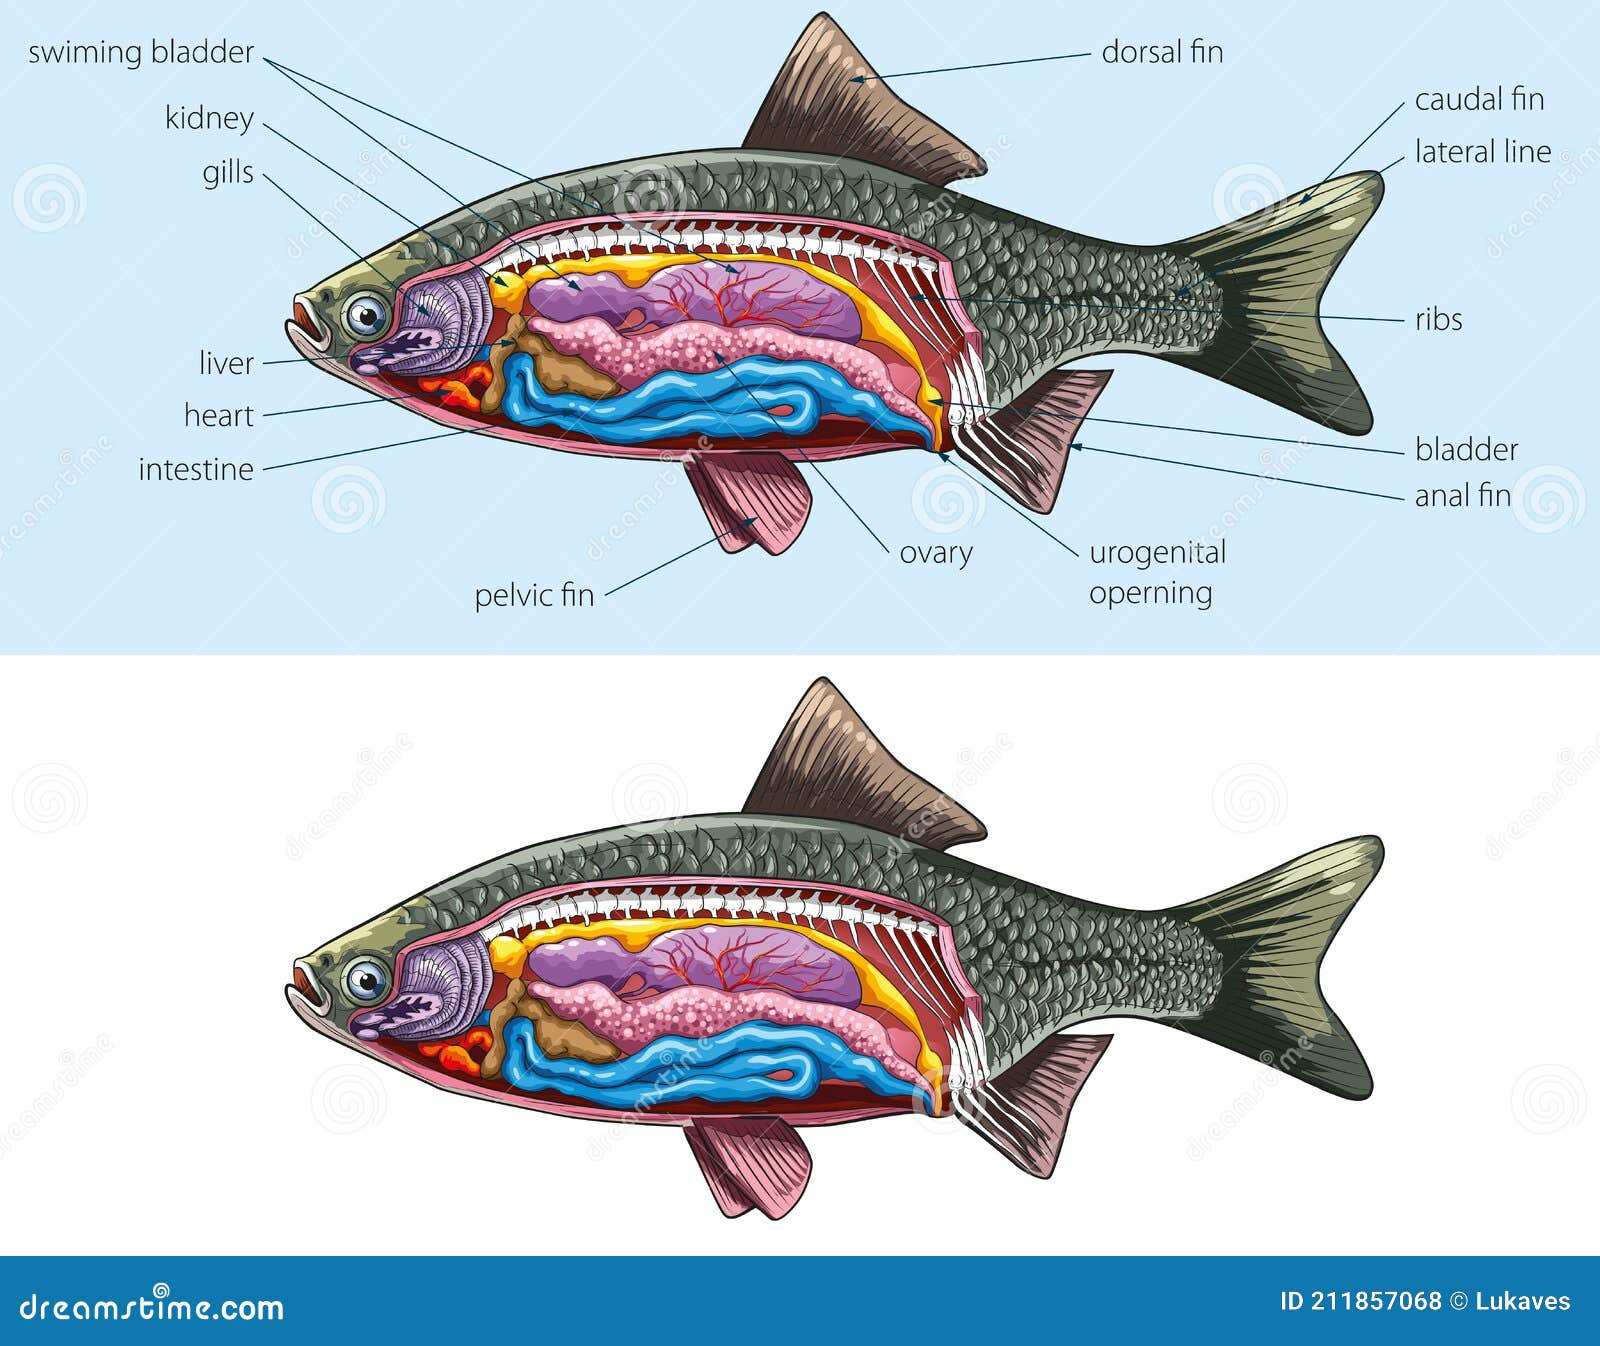 swiming bladder
kidney
gills
liver
heart
intestine
pelvic fin
dorsal fin
caudal fin
lateral line
ribs
bladder
anal fin
ovary
urogenital
operning
dreamstime.com
ID 211857068 © Lukaves